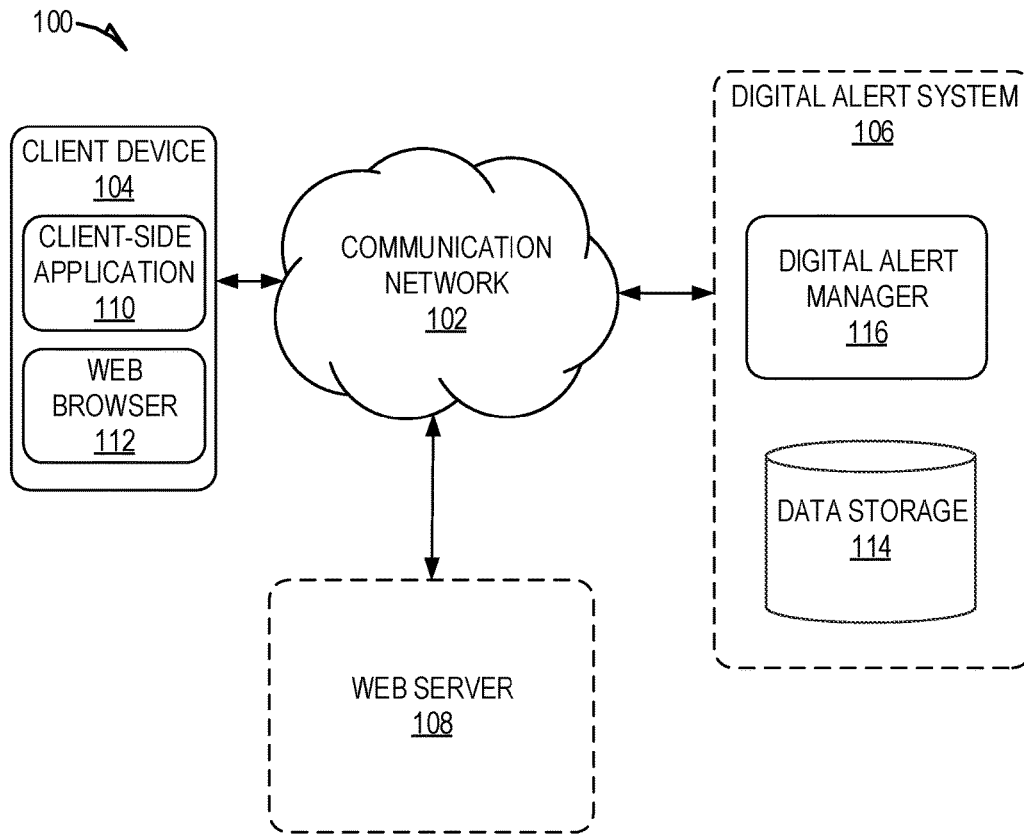 100
CLIENT DEVICE
104
CLIENT-SIDE
APPLICATION
110
WEB
BROWSER
112
COMMUNICATION
NETWORK
102
DIGITAL ALERT SYSTEM
106
DIGITAL ALERT
MANAGER
116
DATA STORAGE
114
WEB SERVER
108